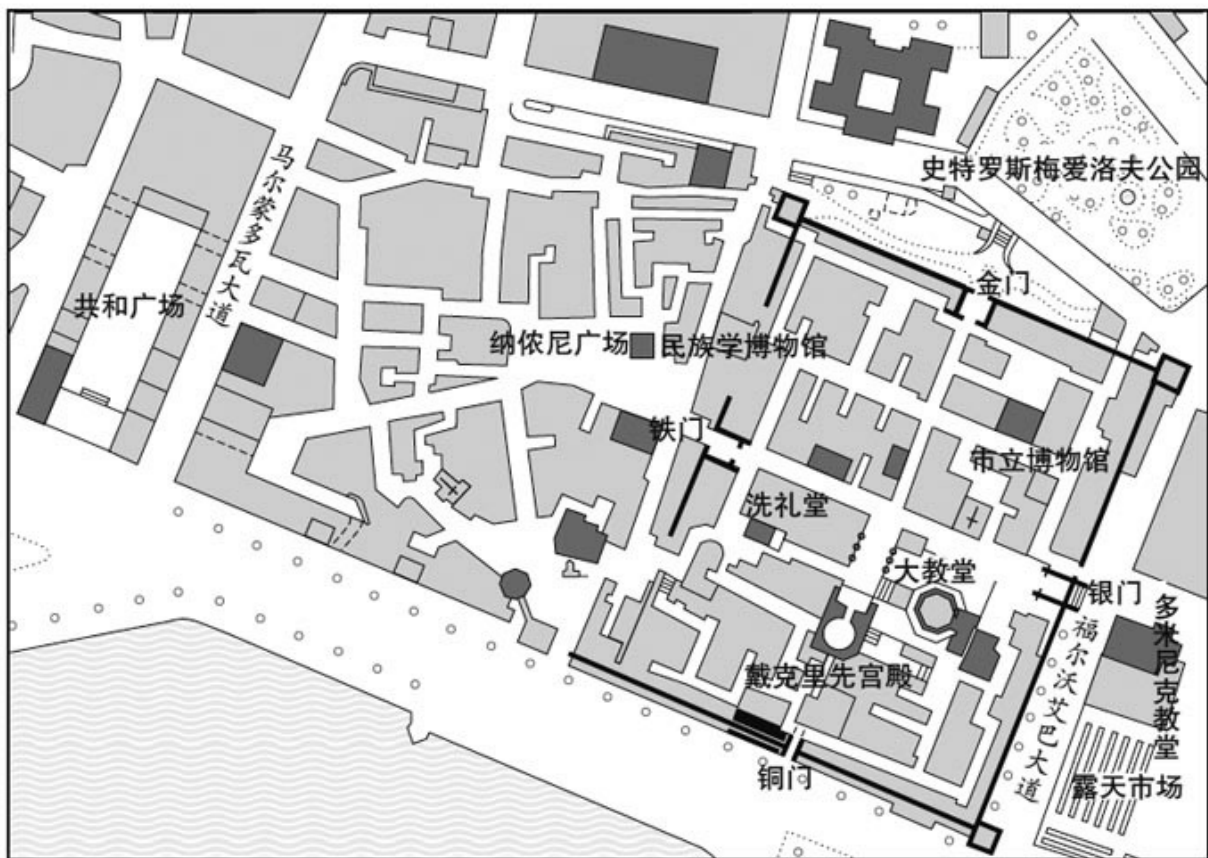 史特罗斯梅爱洛夫公园
马尔蒙多瓦大道
金门
共和广场
纳侬尼广场
民族学博物馆
铁门
市立博物馆
洗礼堂
大教堂
银门
多米尼克教堂
福尔沃艾巴大道
戴克里先宫殿
铜门
露天市场